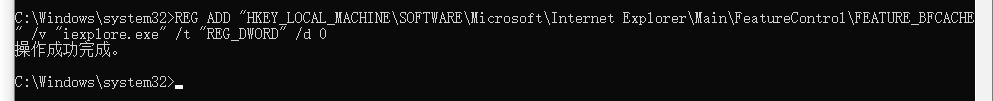 C:\Windows\system32>REG ADD "HKEY_LOCAL_MACHINE\SOFTWARE\Microsoft\Internet Explorer\Main\FeatureControl\FEATURE_BFCACHE
" /v "iexplore.exe" /t "REG_DWORD" /d 0
操作成功完成。
C:\Windows\system32>